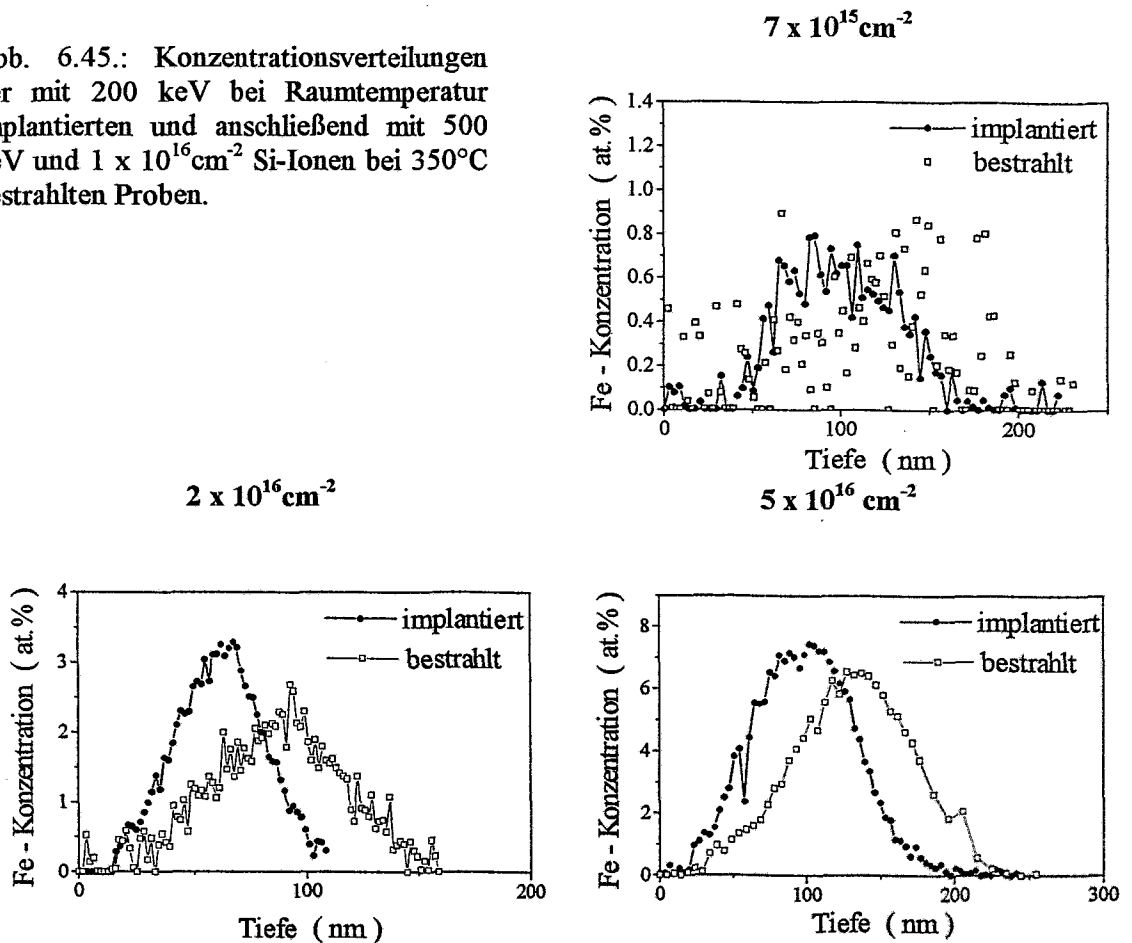 bb. 6.45.: Konzentrationsverteilungen
er mit 200 keV bei Raumtemperatur
mplantierten und anschließend mit 500
eV und 1 x 10¹⁶cm⁻² Si-Ionen bei 350°C
estrahlten Proben.
7 x 10¹⁵cm⁻²
Fe - Konzentration ( at.% )
1.4
1.2
1.0
0.8
0.6
0.4
0.2
0.0
implantiert
bestrahlt
0 100 200
Tiefe ( nm )
2 x 10¹⁶cm⁻²
Fe - Konzentration ( at.% )
4
3
2
1
0
implantiert
bestrahlt
0 100 200
Tiefe ( nm )
5 x 10¹⁶ cm⁻²
Fe - Konzentration ( at.% )
8
6
4
2
0
implantiert
bestrahlt
0 100 200 300
Tiefe ( nm )